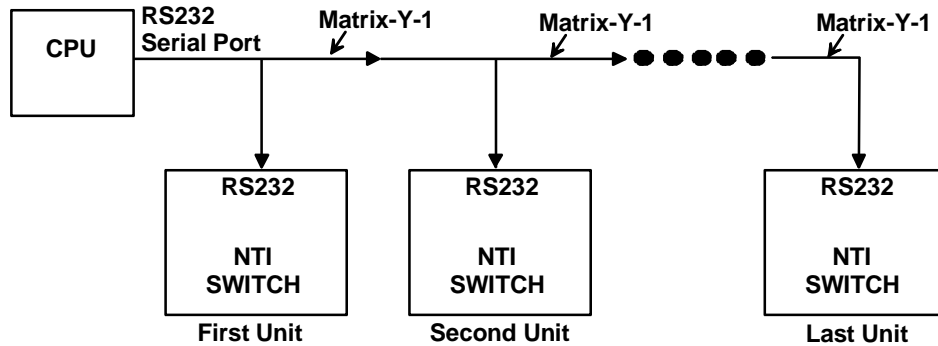 CPU
RS232
Serial Port
Matrix-Y-1
Matrix-Y-1
Matrix-Y-1
RS232
NTI
SWITCH
First Unit
RS232
NTI
SWITCH
Second Unit
RS232
NTI
SWITCH
Last Unit